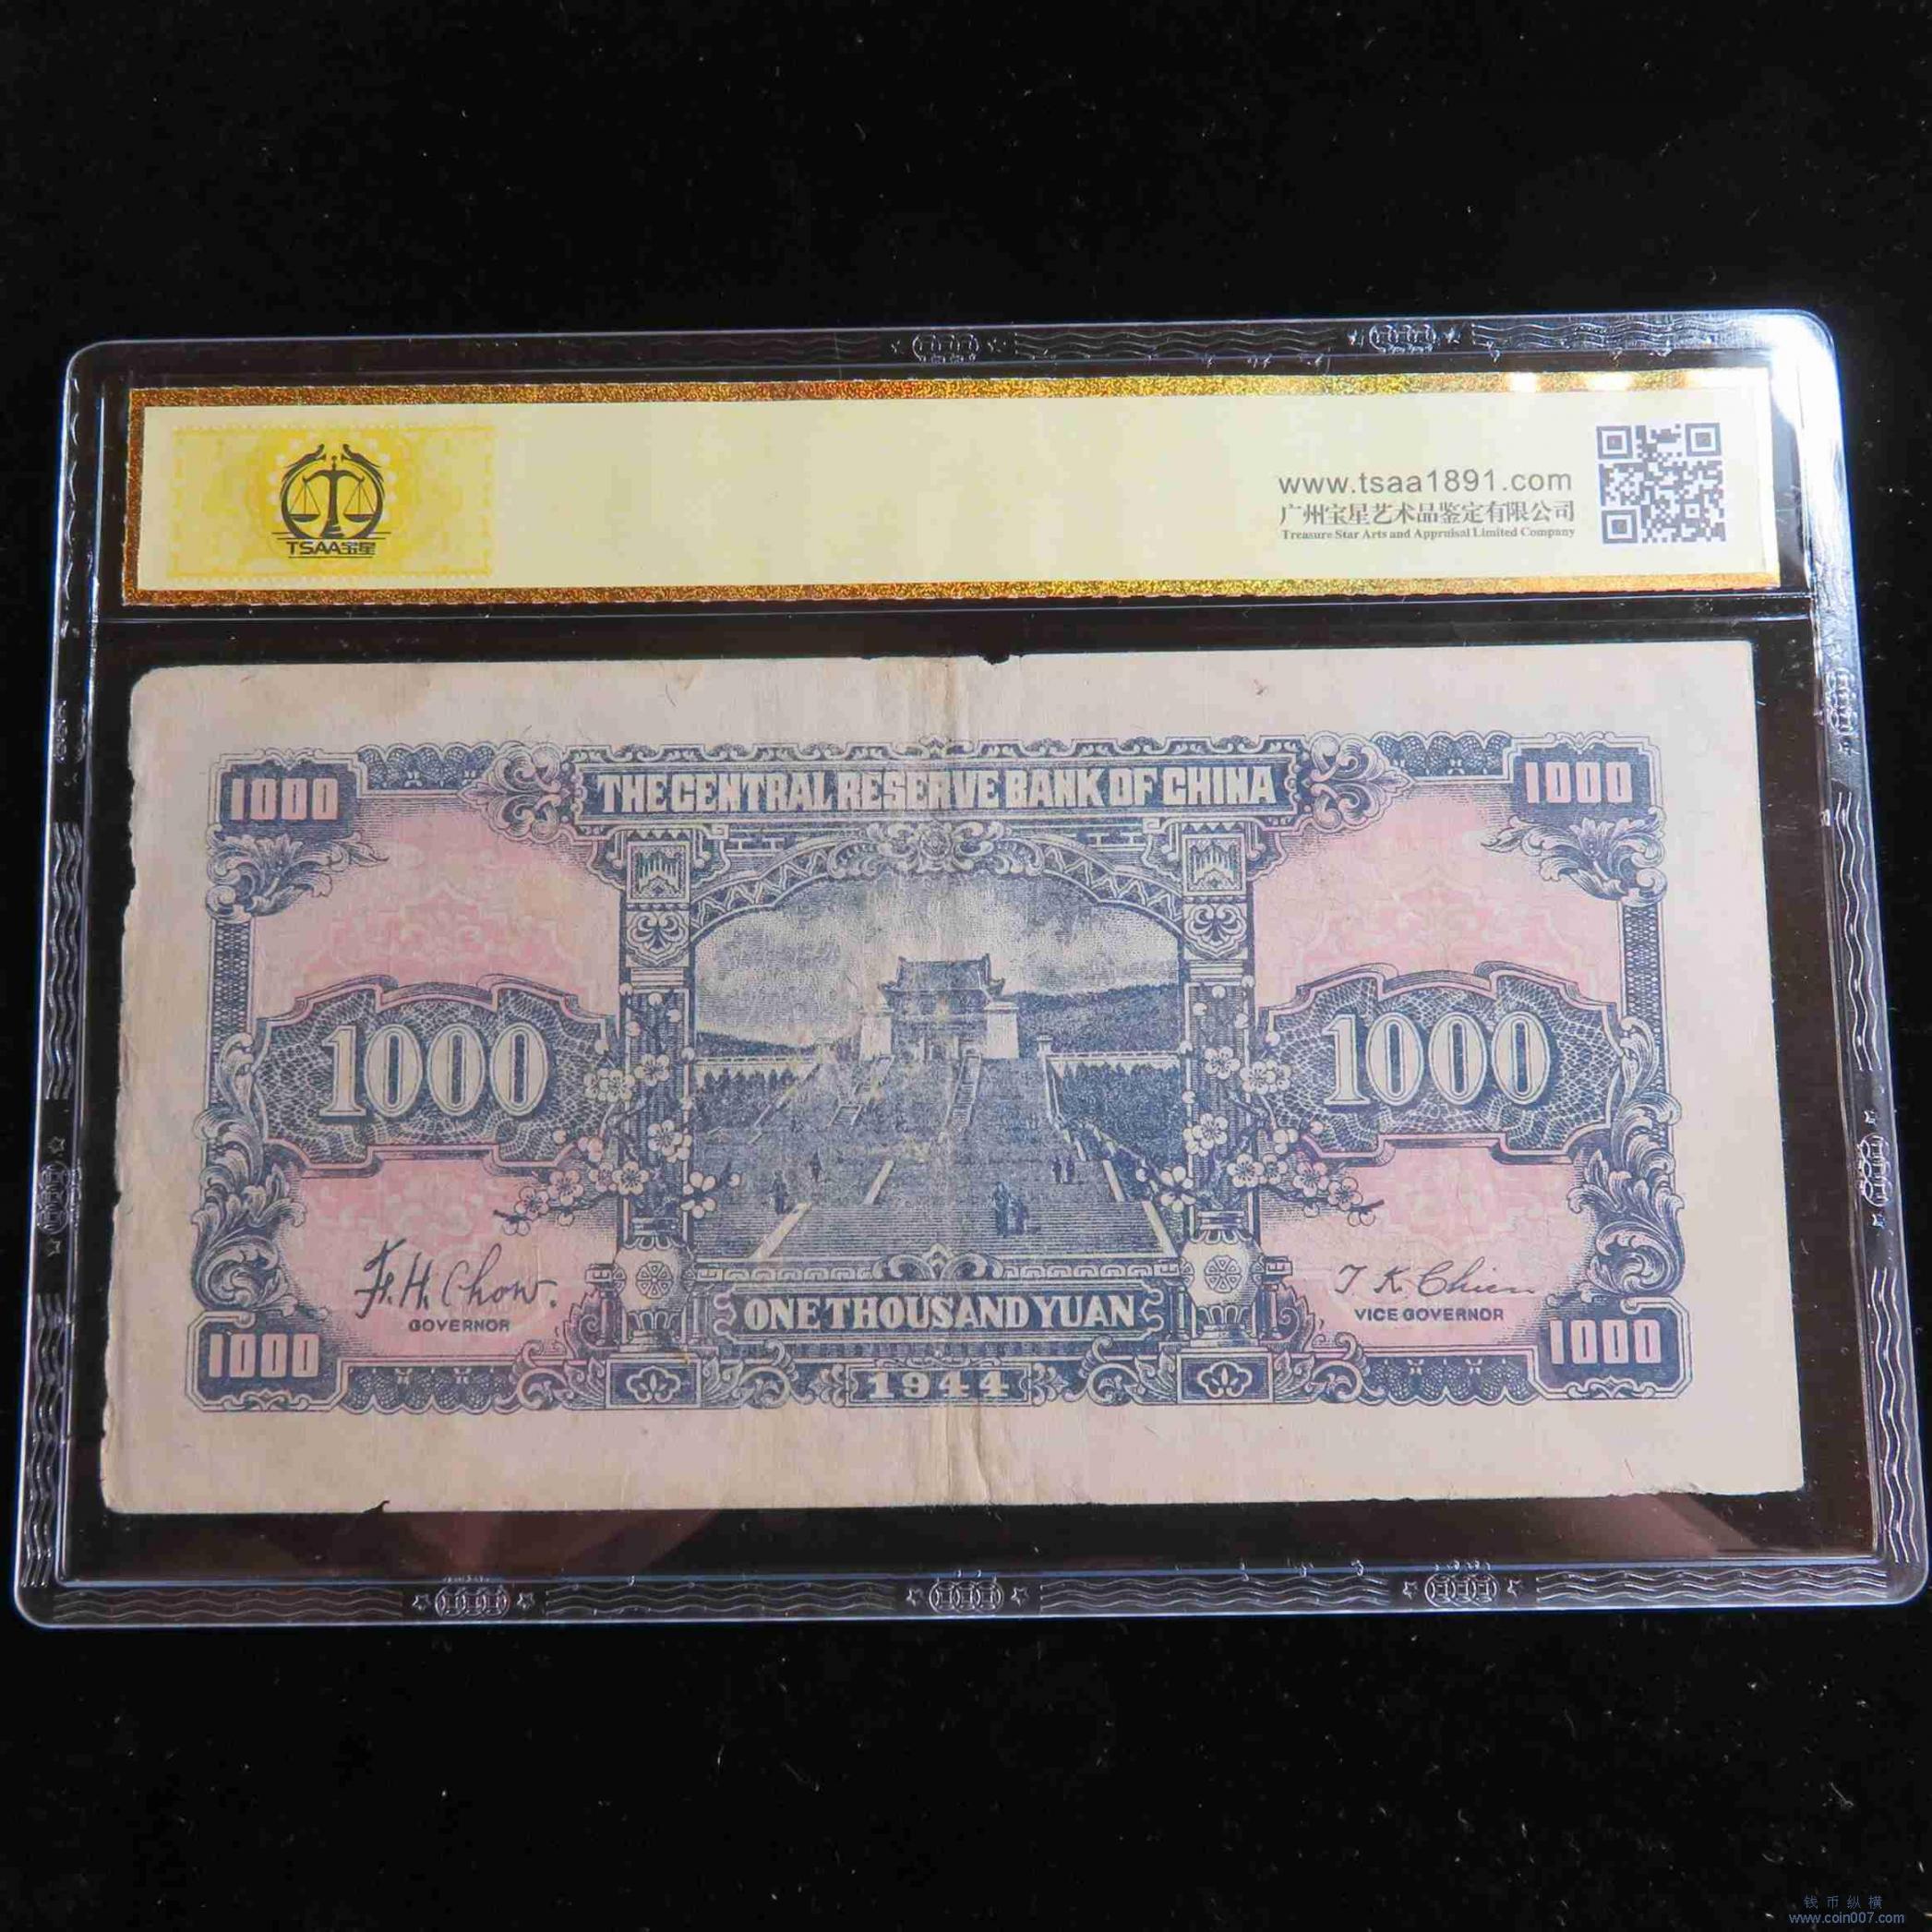 TSAA宝星
www.tsaa1891.com
广州宝星艺术品鉴定有限公司
Treasure Star Arts and Appraisal Limited Company
1000
THE CENTRAL RESERVE BANK OF CHINA
1000
1000
1000
F. H. Chow.
GOVERNOR
T K Chien
VICE GOVERNOR
ONE THOUSAND YUAN
1000
1944
1000
钱币纵横
www.coin007.com